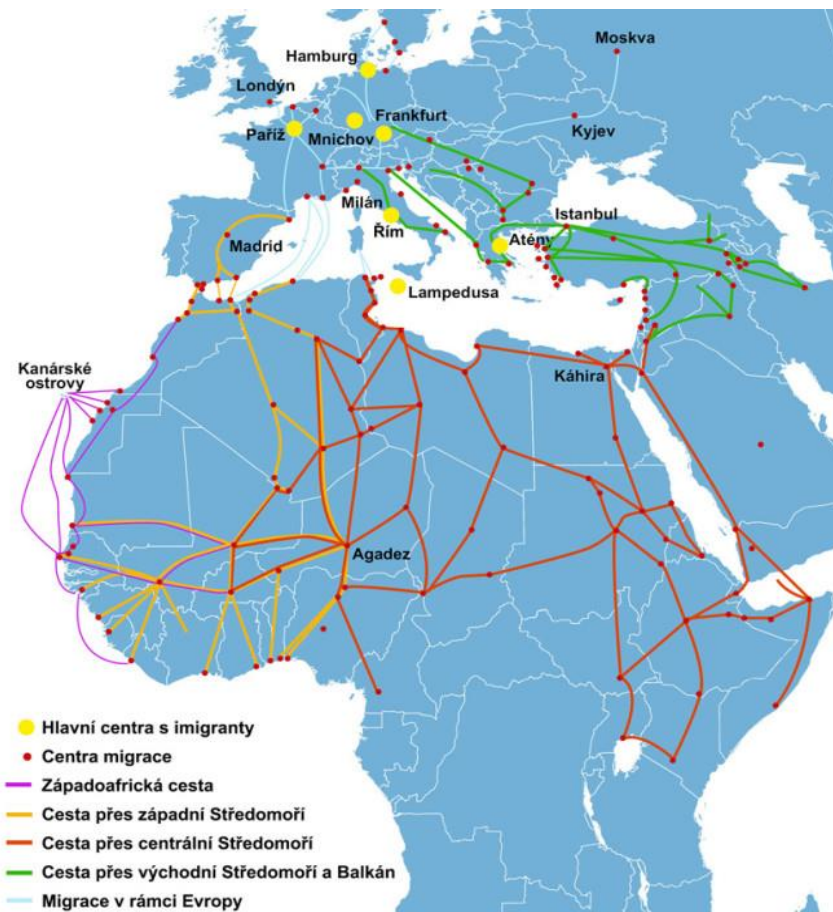 Hamburg
Moskva
Londýn
Frankfurt
Kyjev
Paříž
Mnichov
Milán
Istanbul
Řím
Madrid
Atény
Lampedusa
Kanárské
ostrovy
Káhira
Agadez
Hlavní centra s imigranty
Centra migrace
Západoafrická cesta
Cesta přes západní Středomoří
Cesta přes centrální Středomoří
Cesta přes východní Středomoří a Balkán
Migrace v rámci Evropy